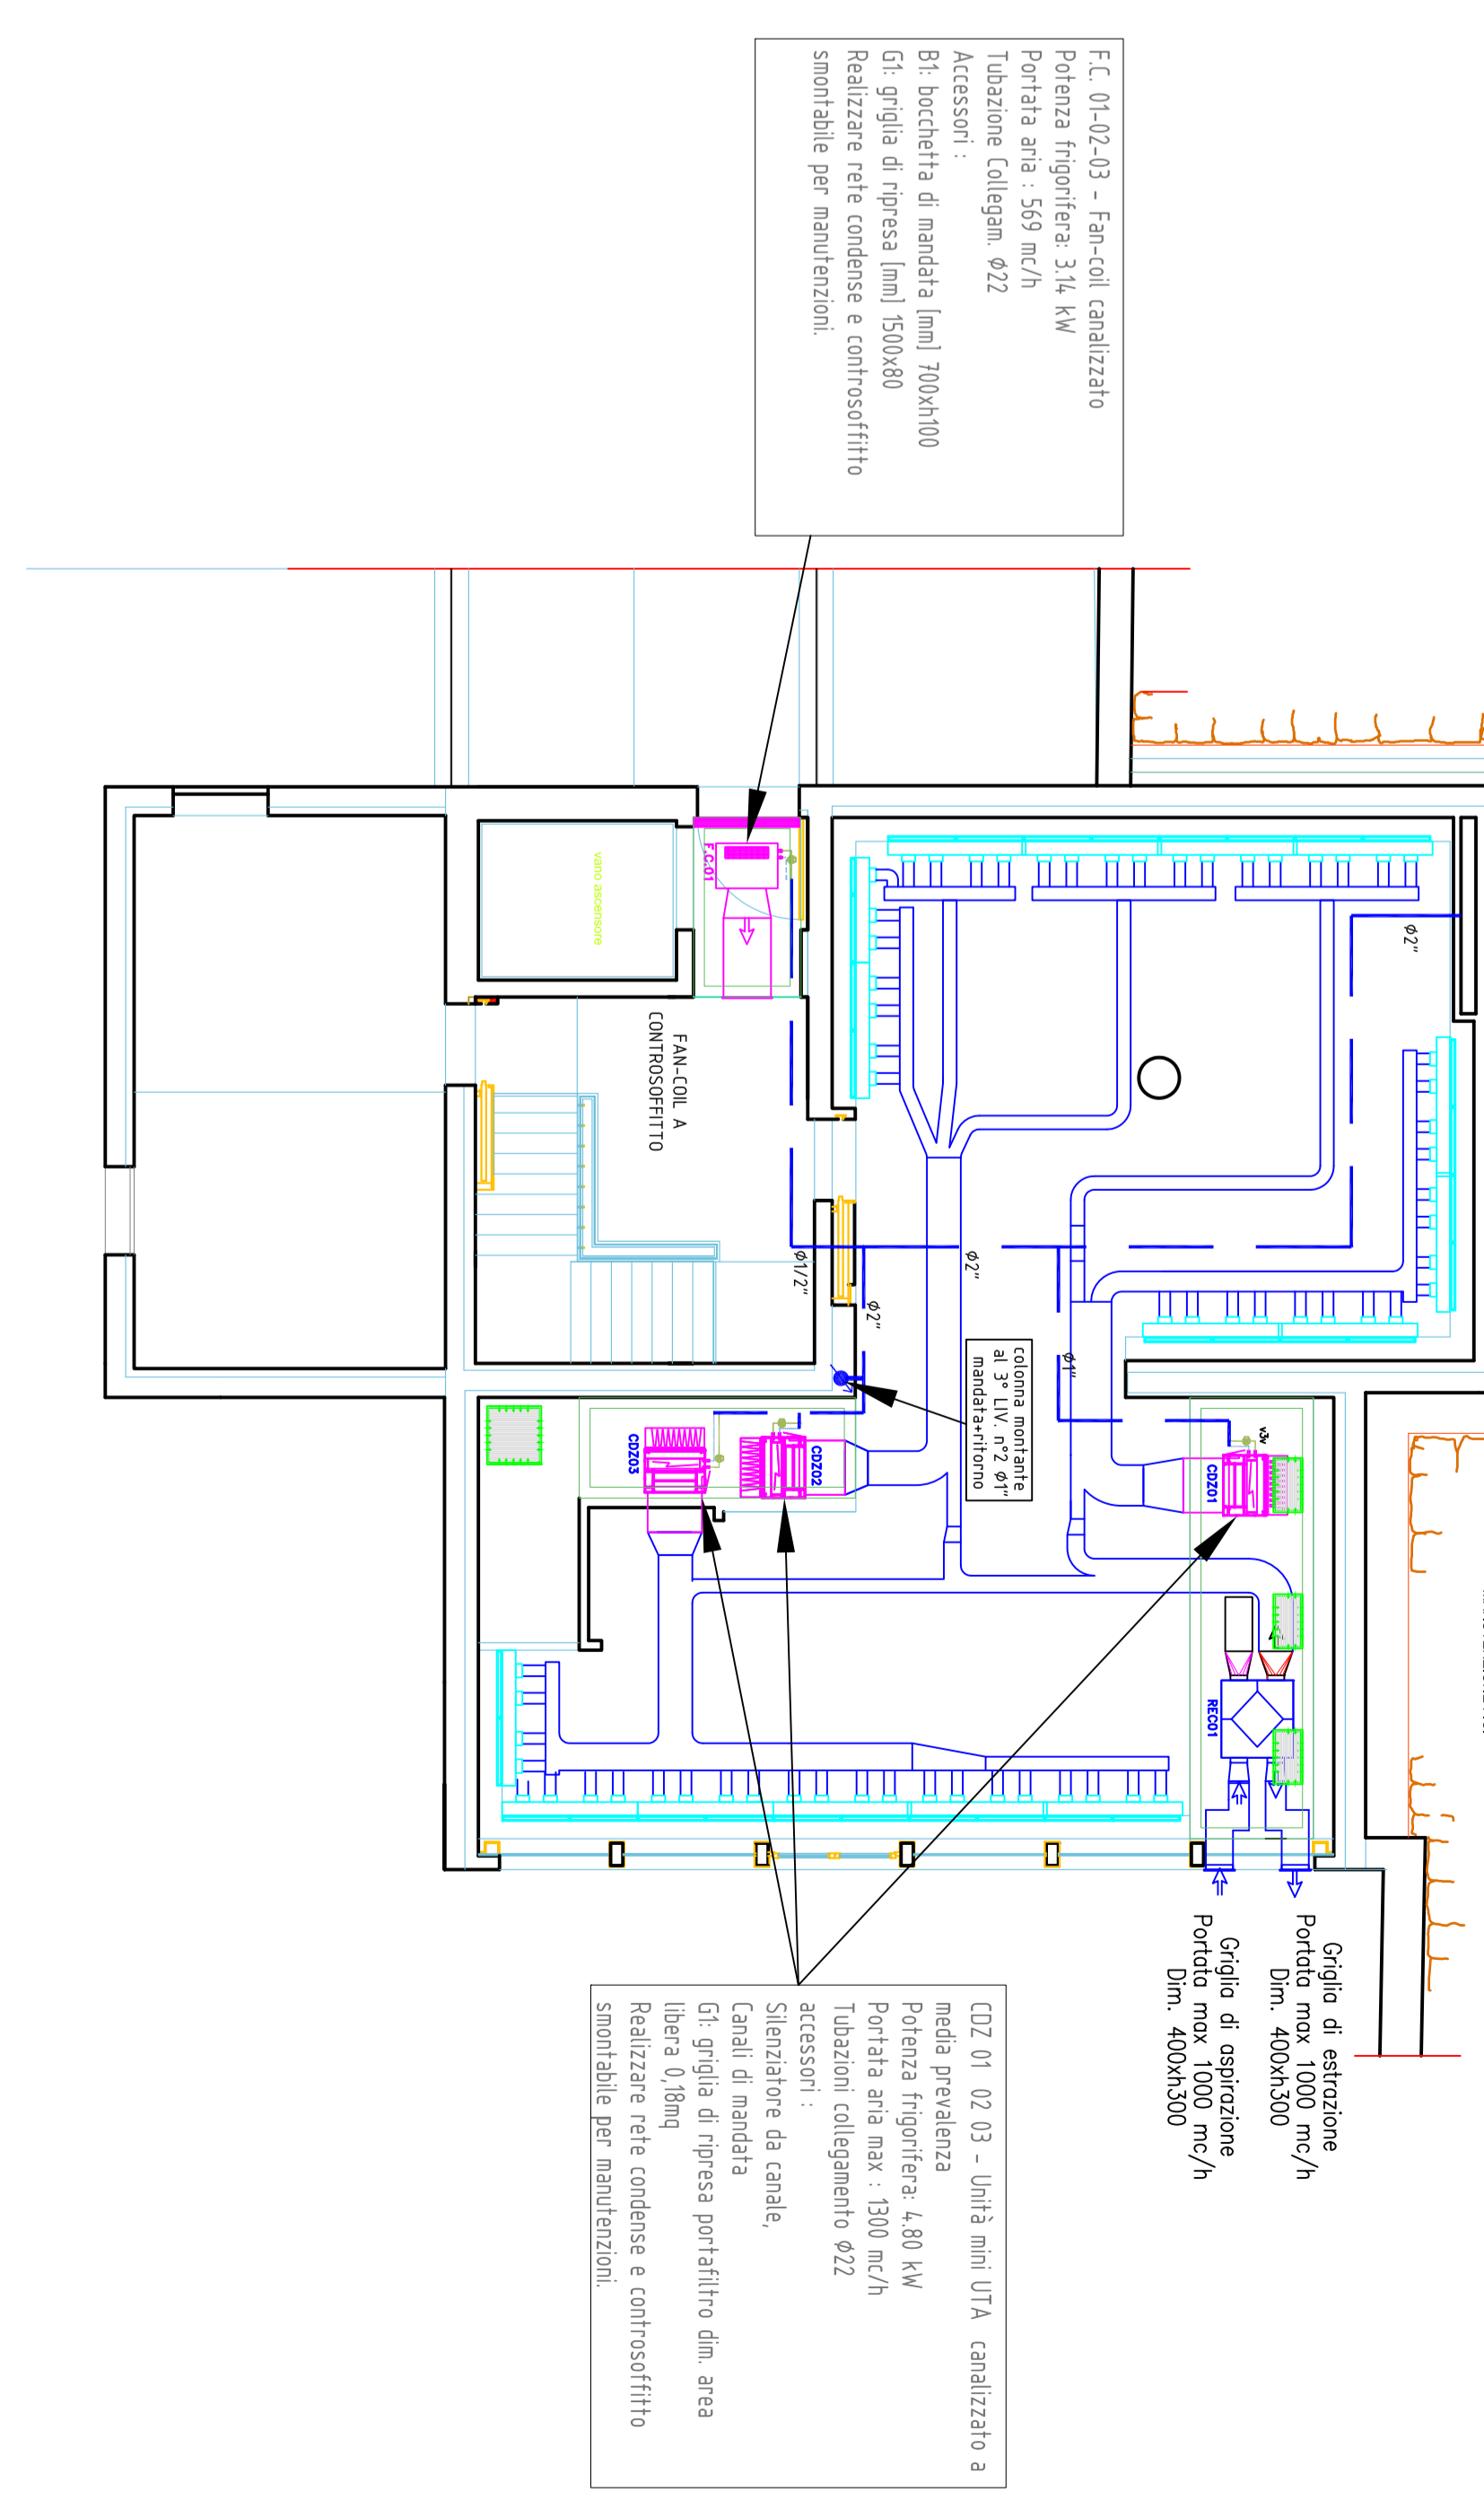 F.C. 01-02-03 - Fan-coil canalizzato
Potenza frigorifera: 3.14 kW
Portata aria : 569 mc/h
Tubazione Collegam. Ø22
Accessori :
B1: bocchetta di mandata [mm] 700xh100
G1: griglia di ripresa [mm] 1500x80
Realizzare rete condense e controsoffitto
smontabile per manutenzioni.
F.C.01
vano ascensore
FAN-COIL A
CONTROSOFFITTO
Ø2"
Ø2"
Ø1/2"
Ø2"
Ø1"
colonna montante
al 3° LIV. n°2 Ø1"
mandata+ritorno
v3v
CDZ01
CDZ02
CDZ03
REC01
Griglia di estrazione
Portata max 1000 mc/h
Dim. 400xh300
Griglia di aspirazione
Portata max 1000 mc/h
Dim. 400xh300
CDZ 01 02 03 - Unità mini UTA canalizzato a
media prevalenza
Potenza frigorifera: 4.80 kW
Portata aria max : 1300 mc/h
Tubazioni collegamento Ø22
accessori :
Silenziatore da canale,
Canali di mandata
G1: griglia di ripresa portafiltro dim. area
libera 0,18mq
Realizzare rete condense e controsoffitto
smontabile per manutenzioni.